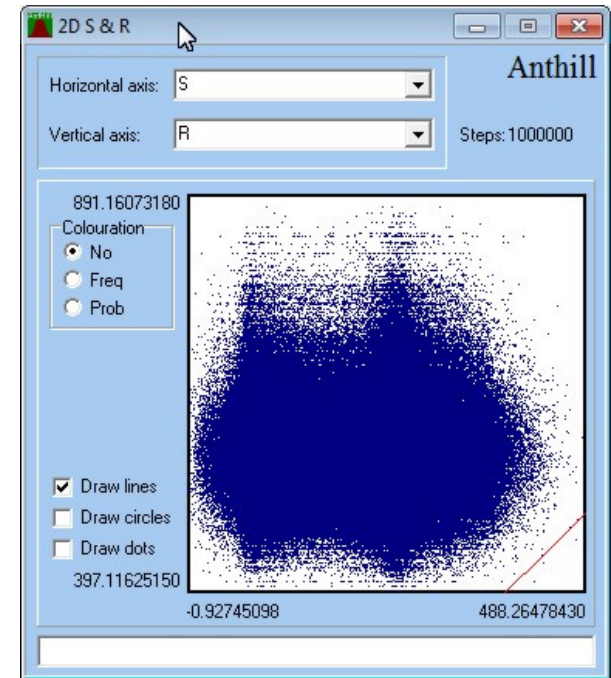 2D S & R
Anthill
Horizontal axis: S
Vertical axis: R
Steps: 1000000
891.16073180
Colouration
No
Freq
Prob
Draw lines
Draw circles
Draw dots
397.11625150
-0.92745098 488.26478430